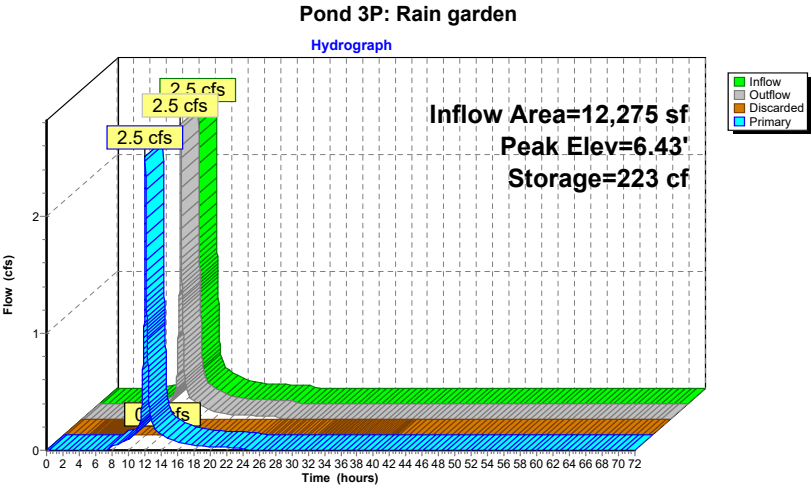 Pond 3P: Rain garden
Hydrograph
Inflow
Outflow
Discarded
Primary
2.5 cfs
2.5 cfs
2.5 cfs
Inflow Area=12,275 sf
Peak Elev=6.43'
Storage=223 cf
Flow (cfs)
2
1
0
cfs
0 2 4 6 8 10 12 14 16 18 20 22 24 26 28 30 32 34 36 38 40 42 44 46 48 50 52 54 56 58 60 62 64 66 68 70 72
Time (hours)